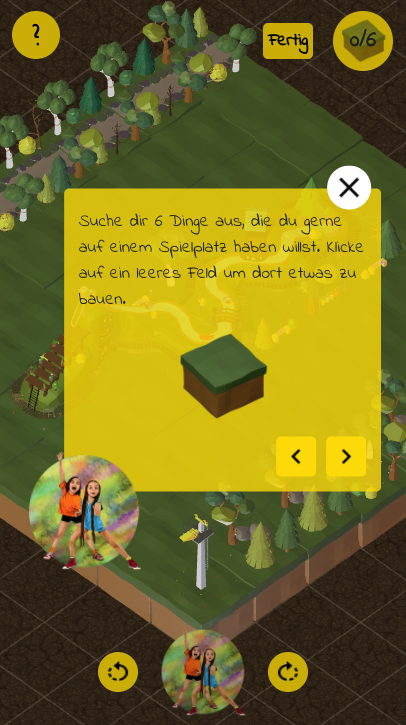 ?
Fertig
0/6
Suche dir 6 Dinge aus, die du gerne
auf einem Spielplatz haben willst. Klicke
auf ein leeres Feld um dort etwas zu
bauen.